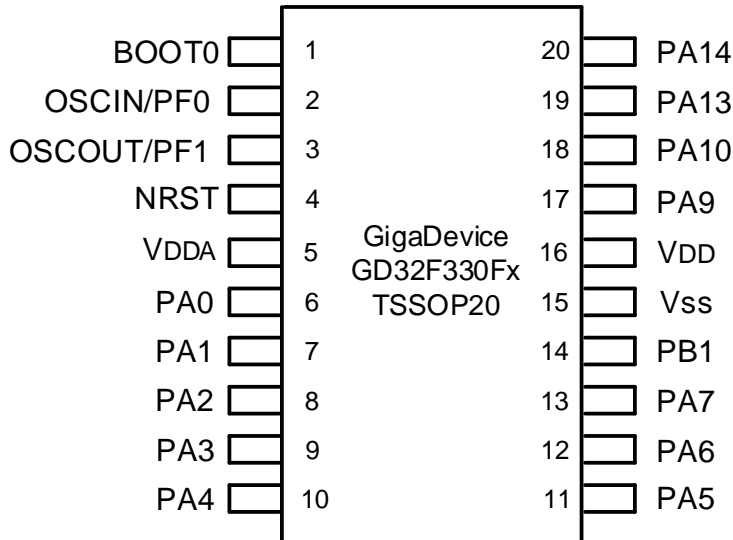 BOOT0 1 20 PA14
OSCIN/PF0 2 19 PA13
OSCOUT/PF1 3 18 PA10
NRST 4 17 PA9
VDDA 5 GigaDevice 16 VDD
GD32F330Fx
PA0 6 TSSOP20 15 Vss
PA1 7 14 PB1
PA2 8 13 PA7
PA3 9 12 PA6
PA4 10 11 PA5